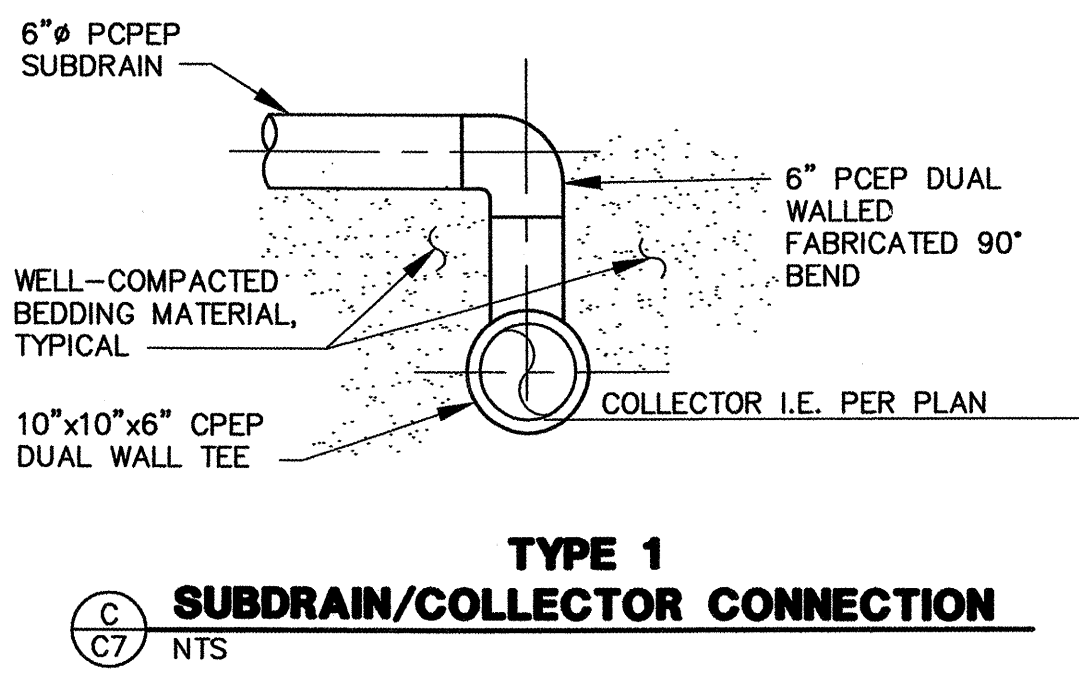 6"ø PCPEP
SUBDRAIN
6" PCEP DUAL
WALLED
FABRICATED 90°
BEND
WELL-COMPACTED
BEDDING MATERIAL,
TYPICAL
COLLECTOR I.E. PER PLAN
10"x10"x6" CPEP
DUAL WALL TEE
TYPE 1
SUBDRAIN/COLLECTOR CONNECTION
C
C7
NTS